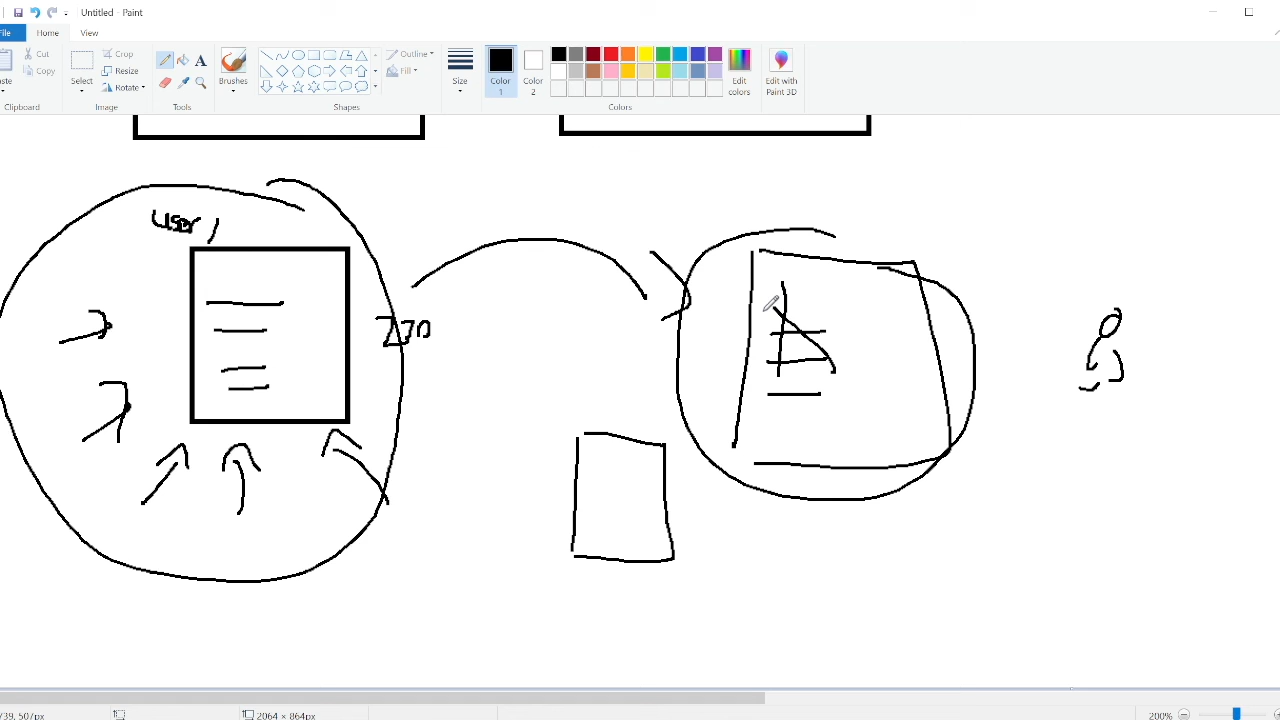 Untitled - Paint
File
Home
View
Cut
Copy
Clipboard
Select
Crop
Resize
Rotate
Image
Tools
Brushes
Outline
Fill
Shapes
Size
Color 1
Color 2
Edit colors
Colors
Edit with Paint 3D
User 1
2064 × 864px
200%